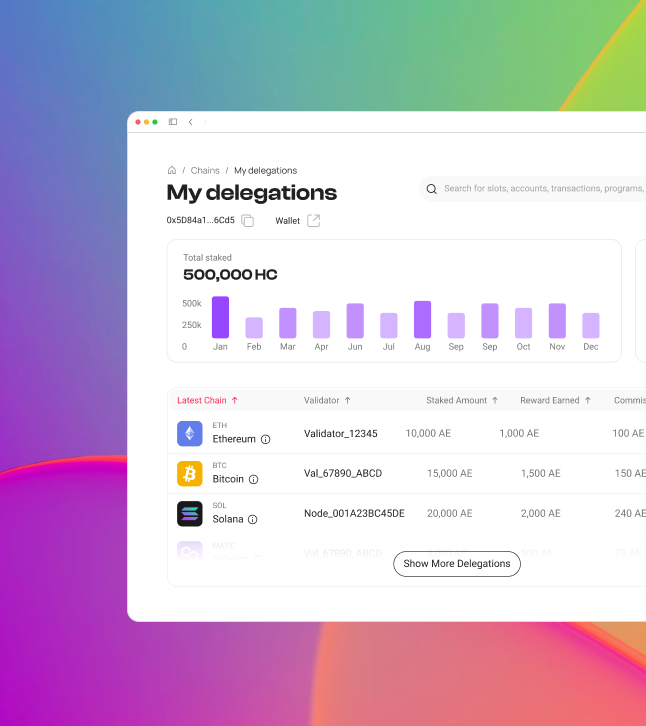 / Chains / My delegations
My delegations
0x5D84a1...6Cd5 Wallet
Search for slots, accounts, transactions, programs,
Total staked
500,000 HC
500k
250k
0 Jan Feb Mar Apr Jun Jul Aug Sep Sep Oct Nov Dec
Latest Chain Validator Staked Amount Reward Earned Commis
ETH
Ethereum Validator_12345 10,000 AE 1,000 AE 100 AE
BTC
Bitcoin Val_67890_ABCD 15,000 AE 1,500 AE 150 AE
SOL
Solana Node_001A23BC45DE 20,000 AE 2,000 AE 240 AE
MATIC
Val_67890_ABCD
Show More Delegations